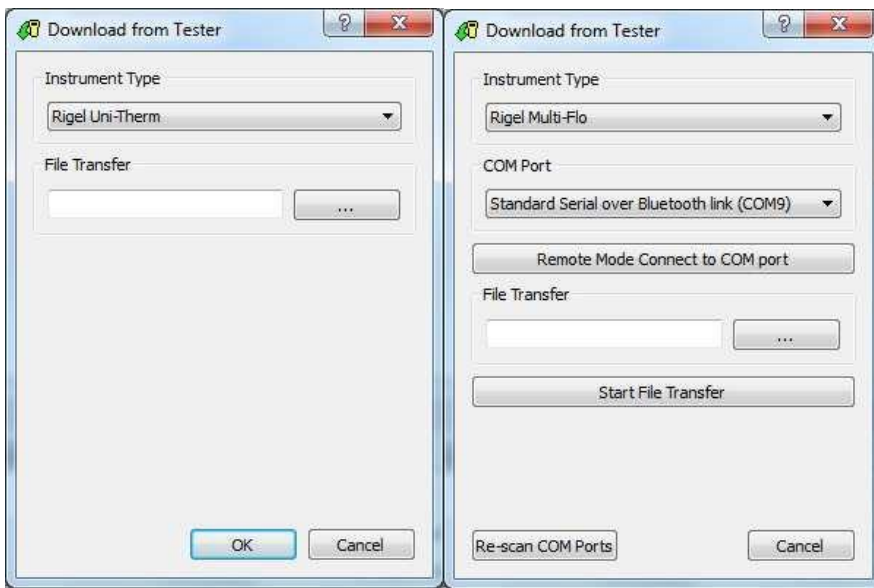 Download from Tester
Instrument Type
Rigel Uni-Therm
File Transfer
...
OK
Cancel
Download from Tester
Instrument Type
Rigel Multi-Flo
COM Port
Standard Serial over Bluetooth link (COM9)
Remote Mode Connect to COM port
File Transfer
...
Start File Transfer
Re-scan COM Ports
Cancel